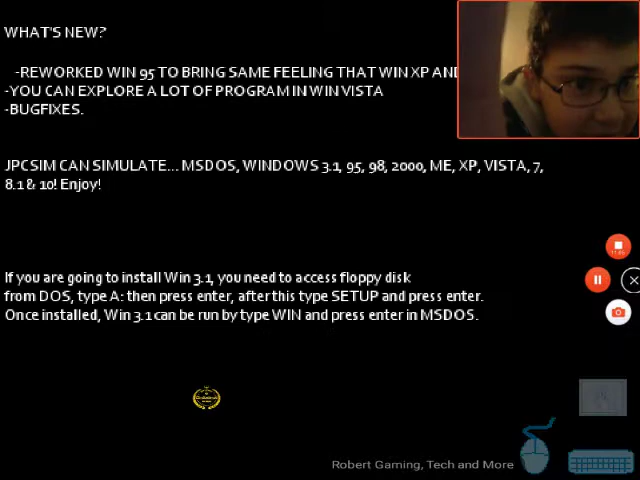 WHAT'S NEW?
-REWORKED WIN 95 TO BRING SAME FEELING THAT WIN XP AND
-YOU CAN EXPLORE A LOT OF PROGRAM IN WIN VISTA
-BUGFIXES.
JPCSIM CAN SIMULATE... MSDOS, WINDOWS 3.1, 95, 98, 2000, ME, XP, VISTA, 7,
8.1 & 10! Enjoy!
If you are going to install Win 3.1, you need to access floppy disk
from DOS, type A: then press enter, after this type SETUP and press enter.
Once installed, Win 3.1 can be run by type WIN and press enter in MSDOS.
Robert Gaming, Tech and More